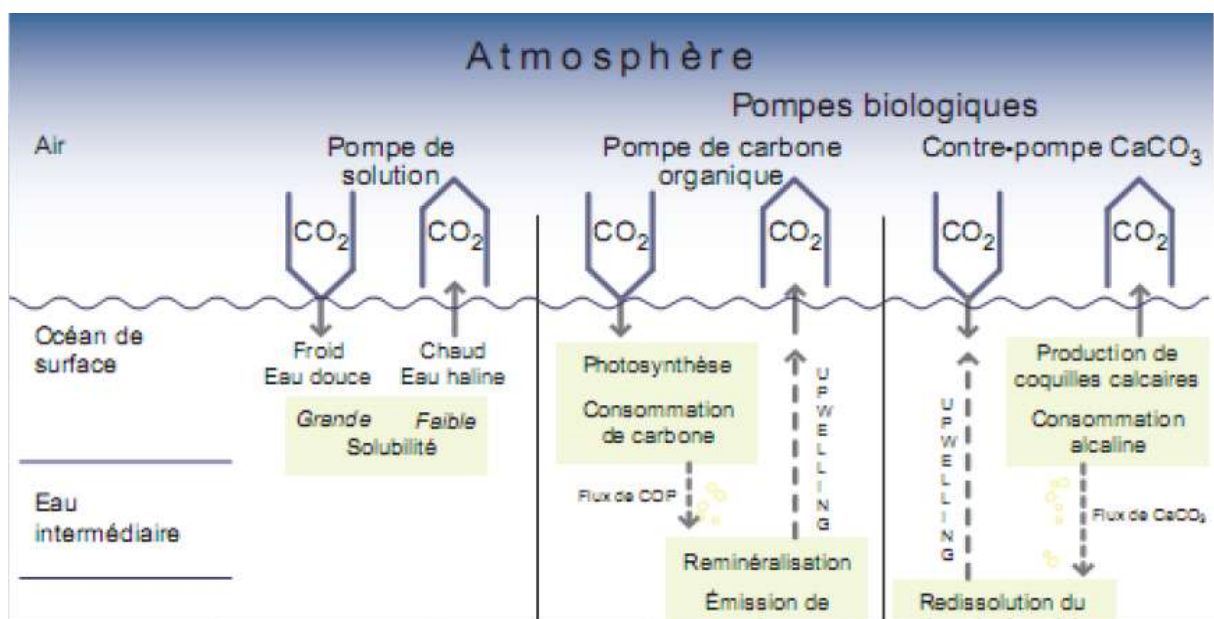 Atmosphère
Pompes biologiques
Air
Pompe de
solution
Pompe de carbone
organique
Contre-pompe CaCO3
CO2
CO2
CO2
CO2
CO2
CO2
Océan de
surface
Froid
Eau douce
Chaud
Eau haline
Grande
Faible
Solubilité
Photosynthèse
Consommation
de carbone
Flux de COP
UPWELLING
Reminéralisation
Émission de
UPWELLING
Production de
coquilles calcaires
Consommation
alcaline
Flux de CaCO3
Redissolution du
Eau
intermédiaire